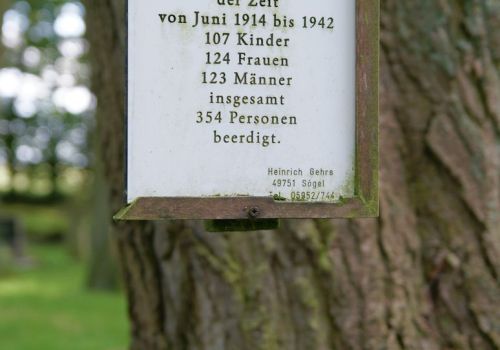 der Zeit
von Juni 1914 bis 1942
107 Kinder
124 Frauen
123 Männer
insgesamt
354 Personen
beerdigt.
Heinrich Gehrs
49751 Sögel
Tel. 05952/744